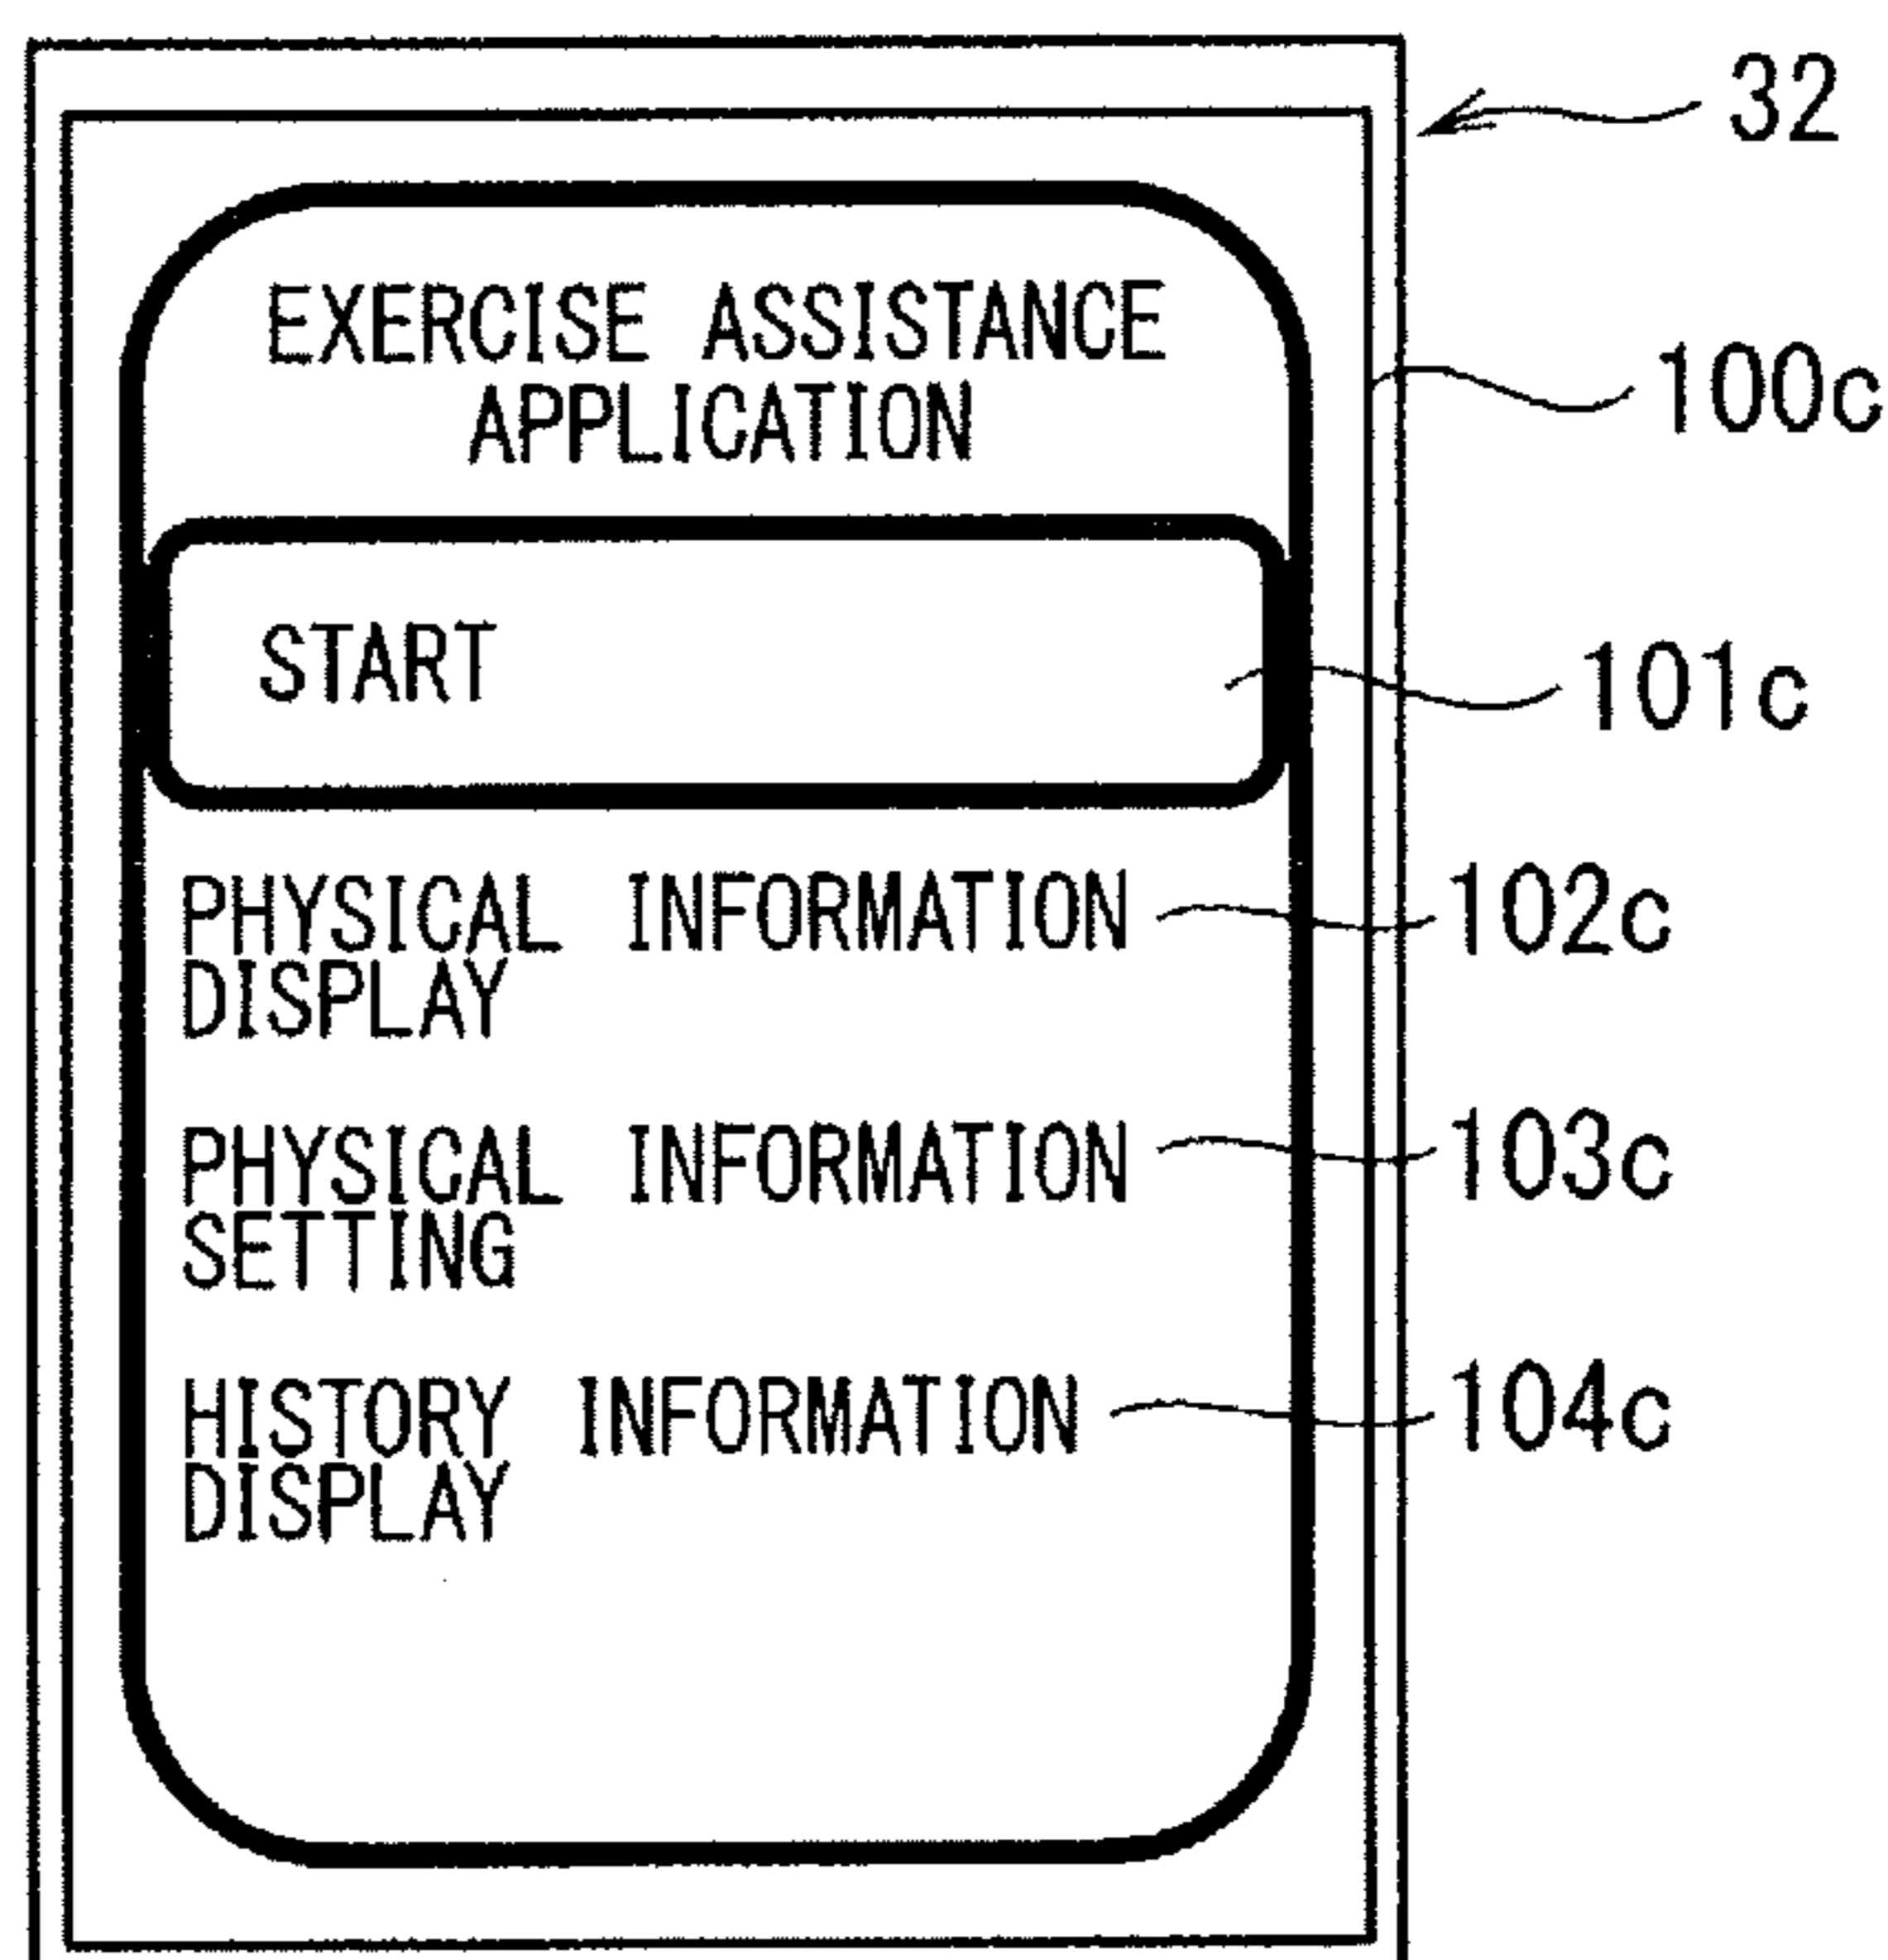 32
EXERCISE ASSISTANCE
APPLICATION
100c
START
101c
PHYSICAL INFORMATION
DISPLAY
102c
PHYSICAL INFORMATION
SETTING
103c
HISTORY INFORMATION
DISPLAY
104c